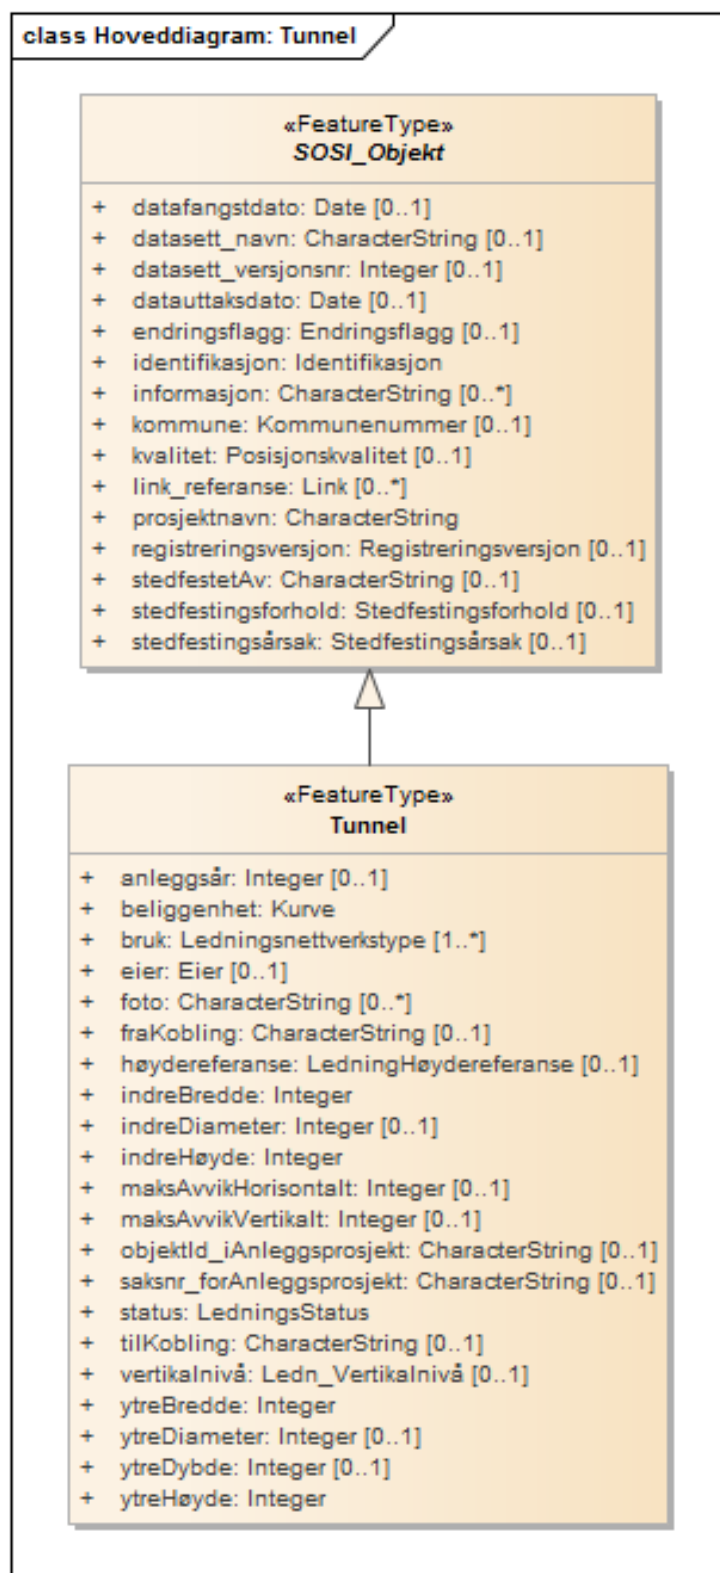 class Hoveddiagram: Tunnel
«FeatureType»
SOSI_Objekt
+ datafangstdato: Date [0..1]
+ datasett_navn: CharacterString [0..1]
+ datasett_versjonsnr: Integer [0..1]
+ datauttaksdato: Date [0..1]
+ endringsflagg: Endringsflagg [0..1]
+ identifikasjon: Identifikasjon
+ informasjon: CharacterString [0..*]
+ kommune: Kommunenummer [0..1]
+ kvalitet: Posisjonskvalitet [0..1]
+ link_referanse: Link [0..*]
+ prosjektnavn: CharacterString
+ registreringsversjon: Registreringsversjon [0..1]
+ stedfestetAv: CharacterString [0..1]
+ stedfestingsforhold: Stedfestingsforhold [0..1]
+ stedfestingsårsak: Stedfestingsårsak [0..1]
«FeatureType»
Tunnel
+ anleggsår: Integer [0..1]
+ beliggenhet: Kurve
+ bruk: Ledningsnettverkstype [1..*]
+ eier: Eier [0..1]
+ foto: CharacterString [0..*]
+ fraKobling: CharacterString [0..1]
+ høydereferanse: LedningHøydereferanse [0..1]
+ indreBredde: Integer
+ indreDiameter: Integer [0..1]
+ indreHøyde: Integer
+ maksAvvikHorisontalt: Integer [0..1]
+ maksAvvikVertikalt: Integer [0..1]
+ objektId_iAnleggsprosjekt: CharacterString [0..1]
+ saksnr_forAnleggsprosjekt: CharacterString [0..1]
+ status: LedningsStatus
+ tilKobling: CharacterString [0..1]
+ vertikalnivå: Ledn_Vertikalnivå [0..1]
+ ytreBredde: Integer
+ ytreDiameter: Integer [0..1]
+ ytreDybde: Integer [0..1]
+ ytreHøyde: Integer